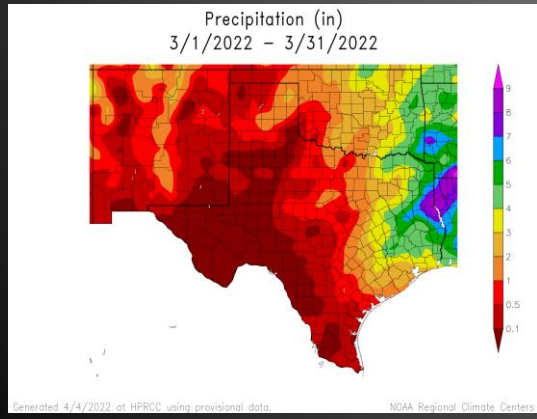 Precipitation (in)
3/1/2022 – 3/31/2022
9
8
7
6
5
4
3
2
1
0.5
0.1
Generated 4/4/2022 at HPRCC using provisional data.
NOAA Regional Climate Centers